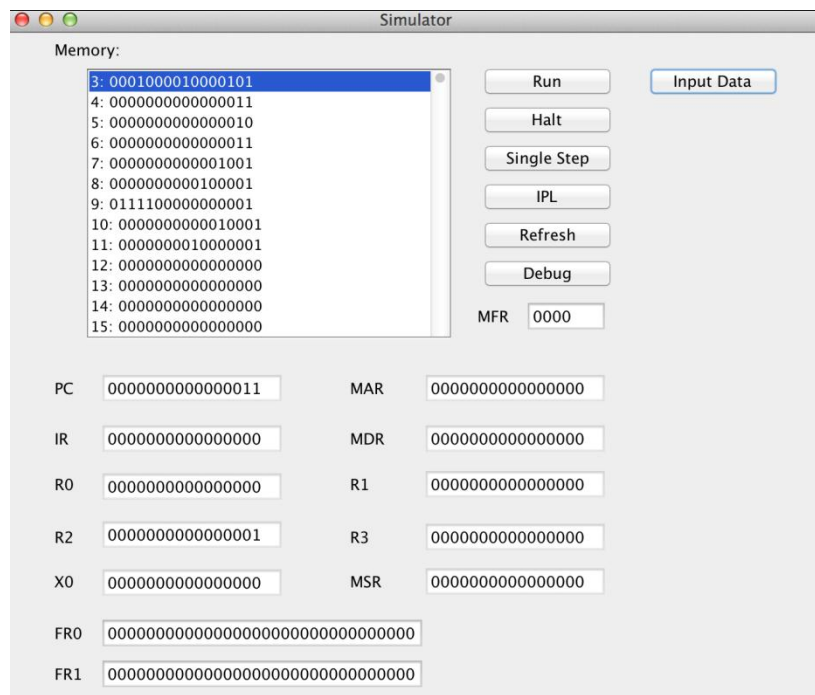 Simulator
Memory:
3: 0001000010000101
4: 0000000000000011
5: 0000000000000010
6: 0000000000000011
7: 0000000000001001
8: 0000000000100001
9: 0111100000000001
10: 0000000000010001
11: 0000000010000001
12: 0000000000000000
13: 0000000000000000
14: 0000000000000000
15: 0000000000000000
Run
Input Data
Halt
Single Step
IPL
Refresh
Debug
MFR 0000
PC 0000000000000011 MAR 0000000000000000
IR 0000000000000000 MDR 0000000000000000
R0 0000000000000000 R1 0000000000000000
R2 0000000000000001 R3 0000000000000000
X0 0000000000000000 MSR 0000000000000000
FR0 00000000000000000000000000000000
FR1 00000000000000000000000000000000